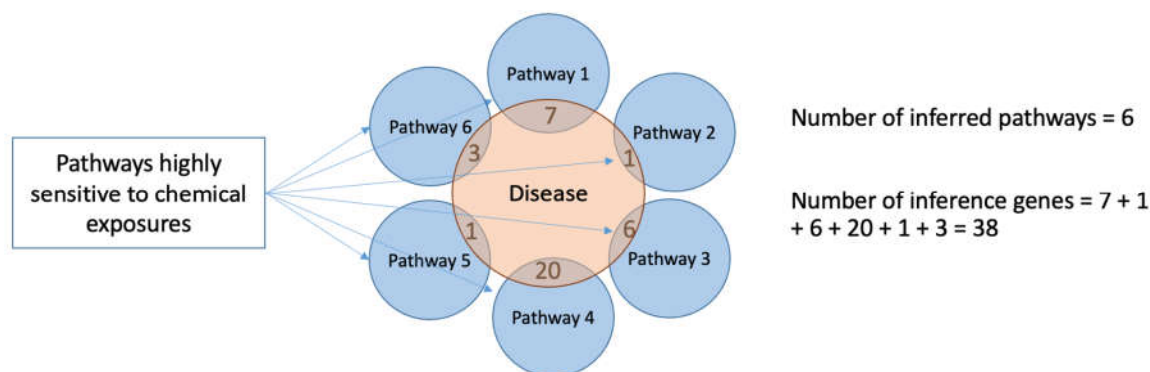 Pathways highly
sensitive to chemical
exposures
Pathway 1
7
Pathway 6
3
Pathway 2
1
Disease
Pathway 5
1
6
Pathway 3
20
Pathway 4
Number of inferred pathways = 6
Number of inference genes = 7 + 1
+ 6 + 20 + 1 + 3 = 38